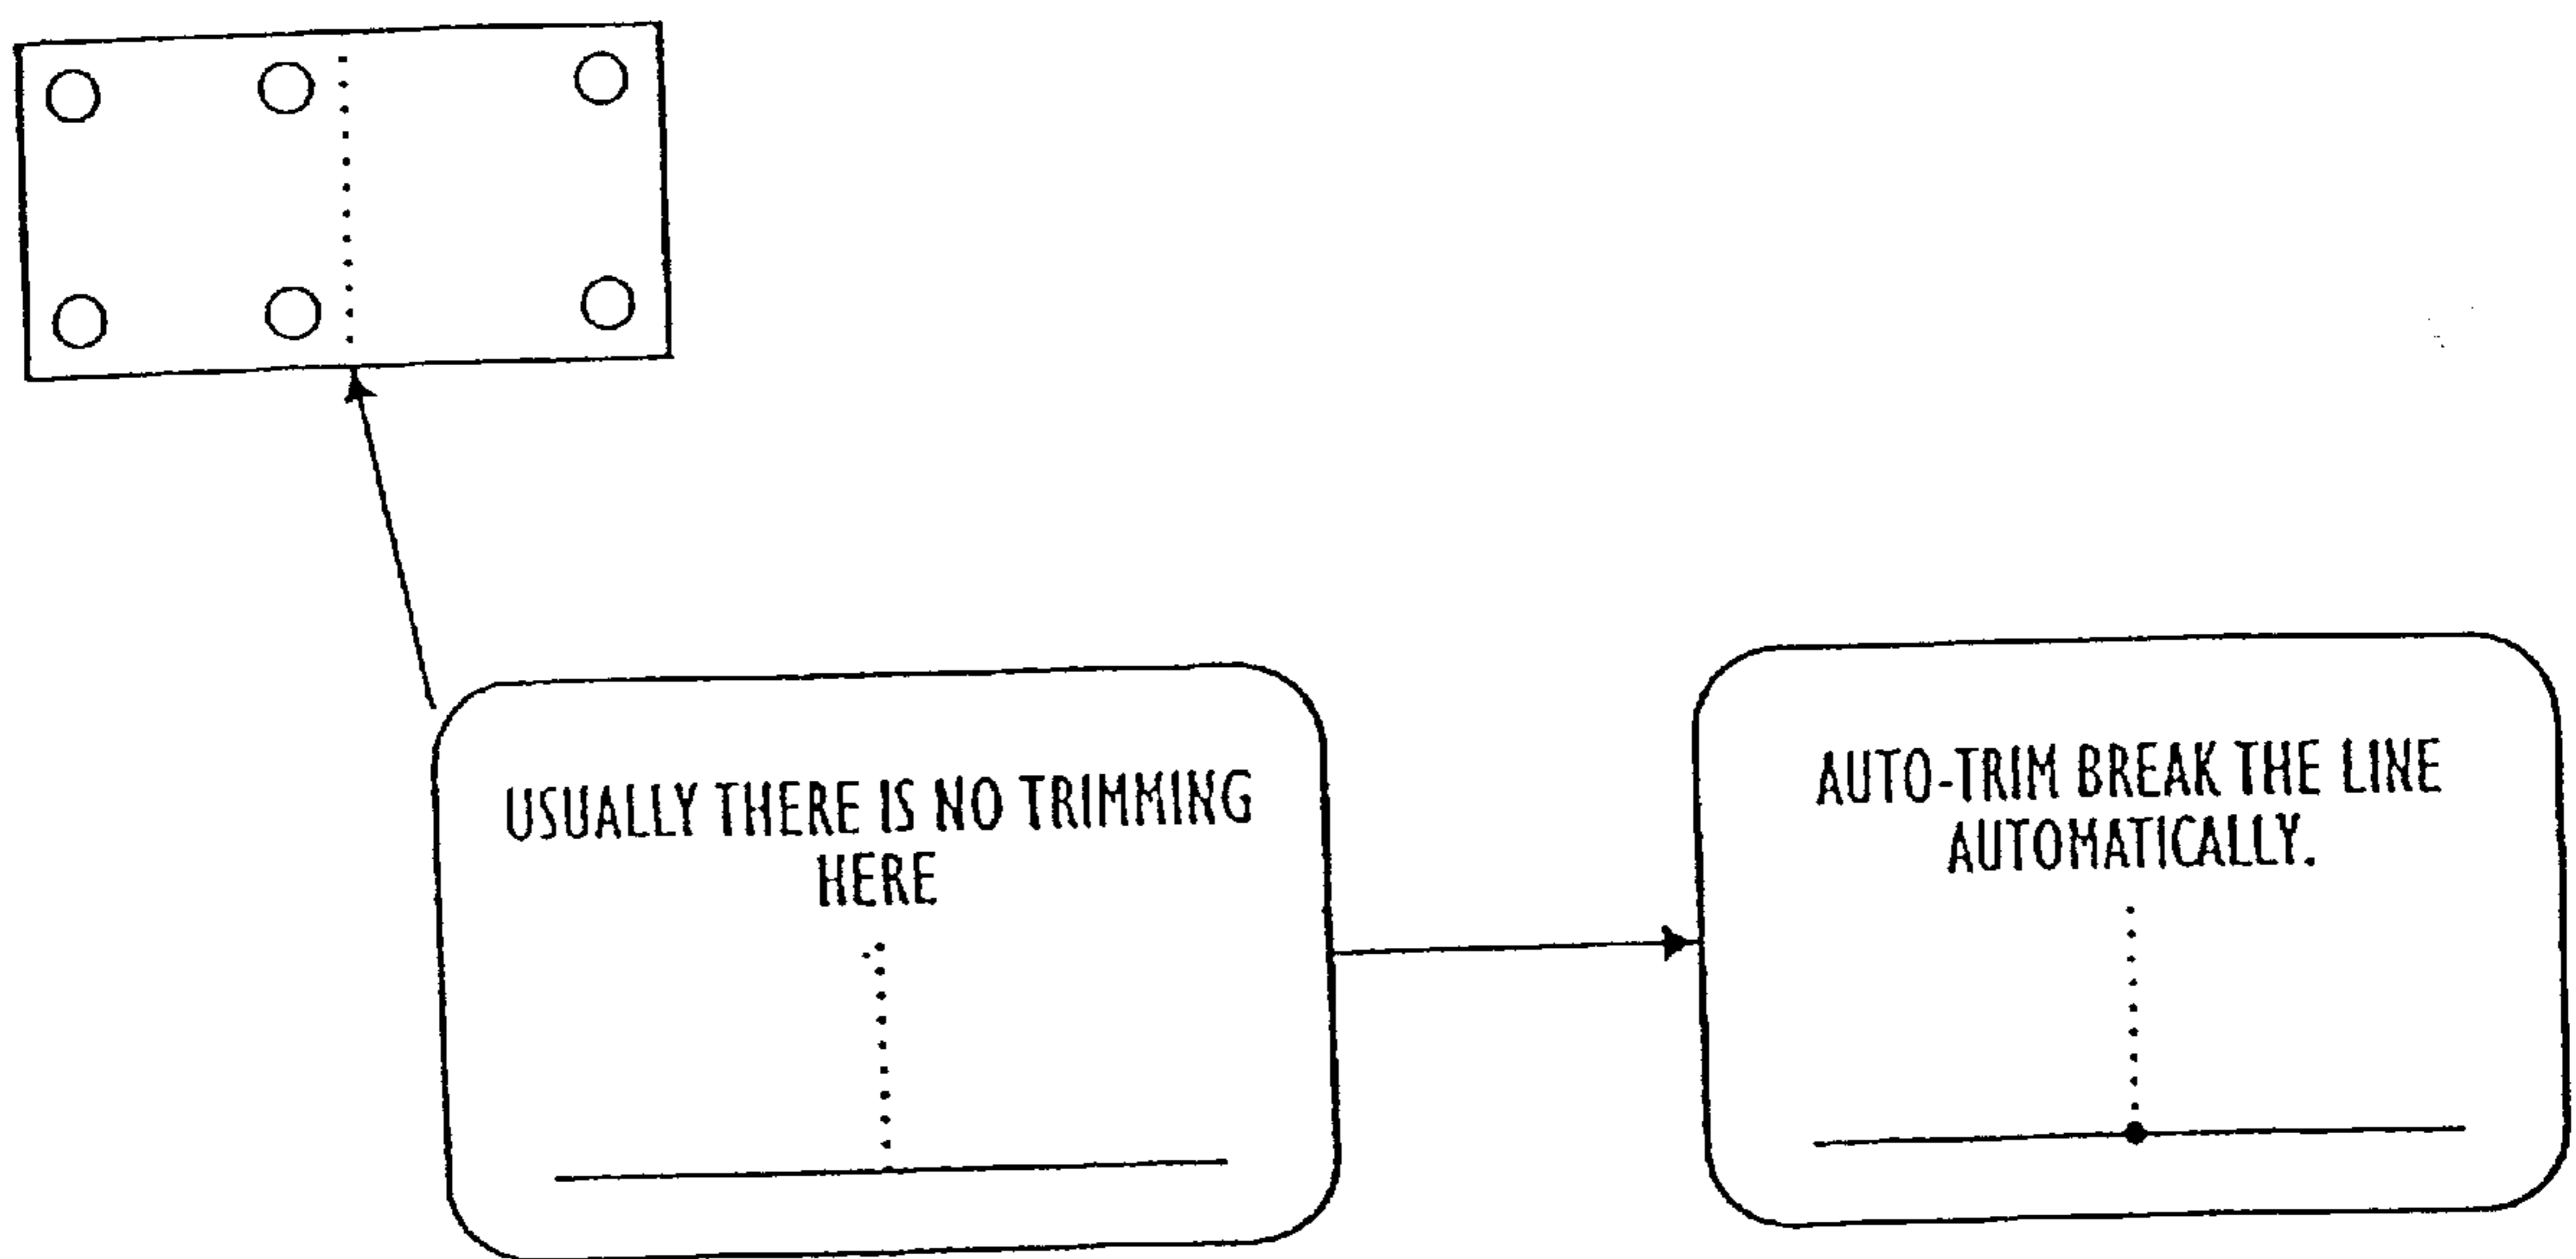 USUALLY THERE IS NO TRIMMING
HERE
AUTO-TRIM BREAK THE LINE
AUTOMATICALLY.